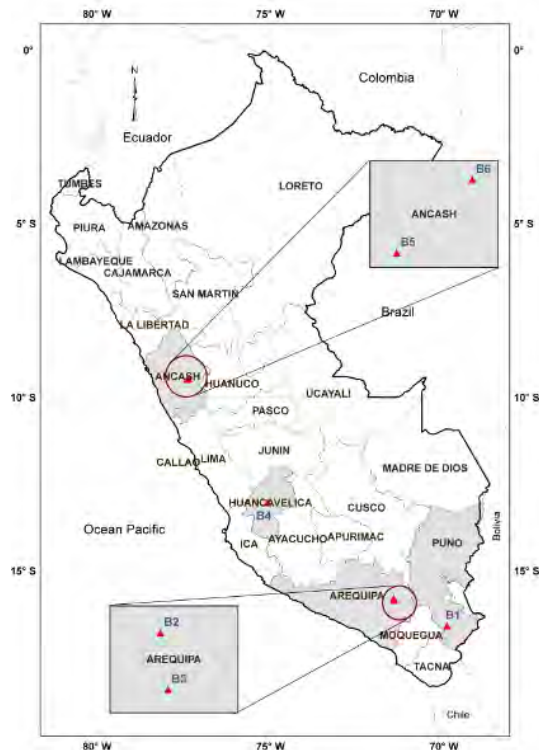 80° W 75° W 70° W
0°
N
Colombia
Ecuador
B6
TUMBES
LORETO
ANCASH
5° S
5° S
PIURA
AMAZONAS
B5
LAMBAYEQUE
CAJAMARCA
SAN MARTIN
LA LIBERTAD
Brazil
ANCASH
HUANUCO
UCAYALI
10° S
10° S
PASCO
JUNIN
CALLAO
LIMA
MADRE DE DIOS
HUANCAVELICA
CUSCO
B4
Ocean Pacific
AYACUCHO
APURIMAC
ICA
PUNO
Bolivia
15° S
15° S
AREQUIPA
B1
B2
MOQUEGUA
AREQUIPA
TACNA
B3
Chile
80° W 75° W 70° W